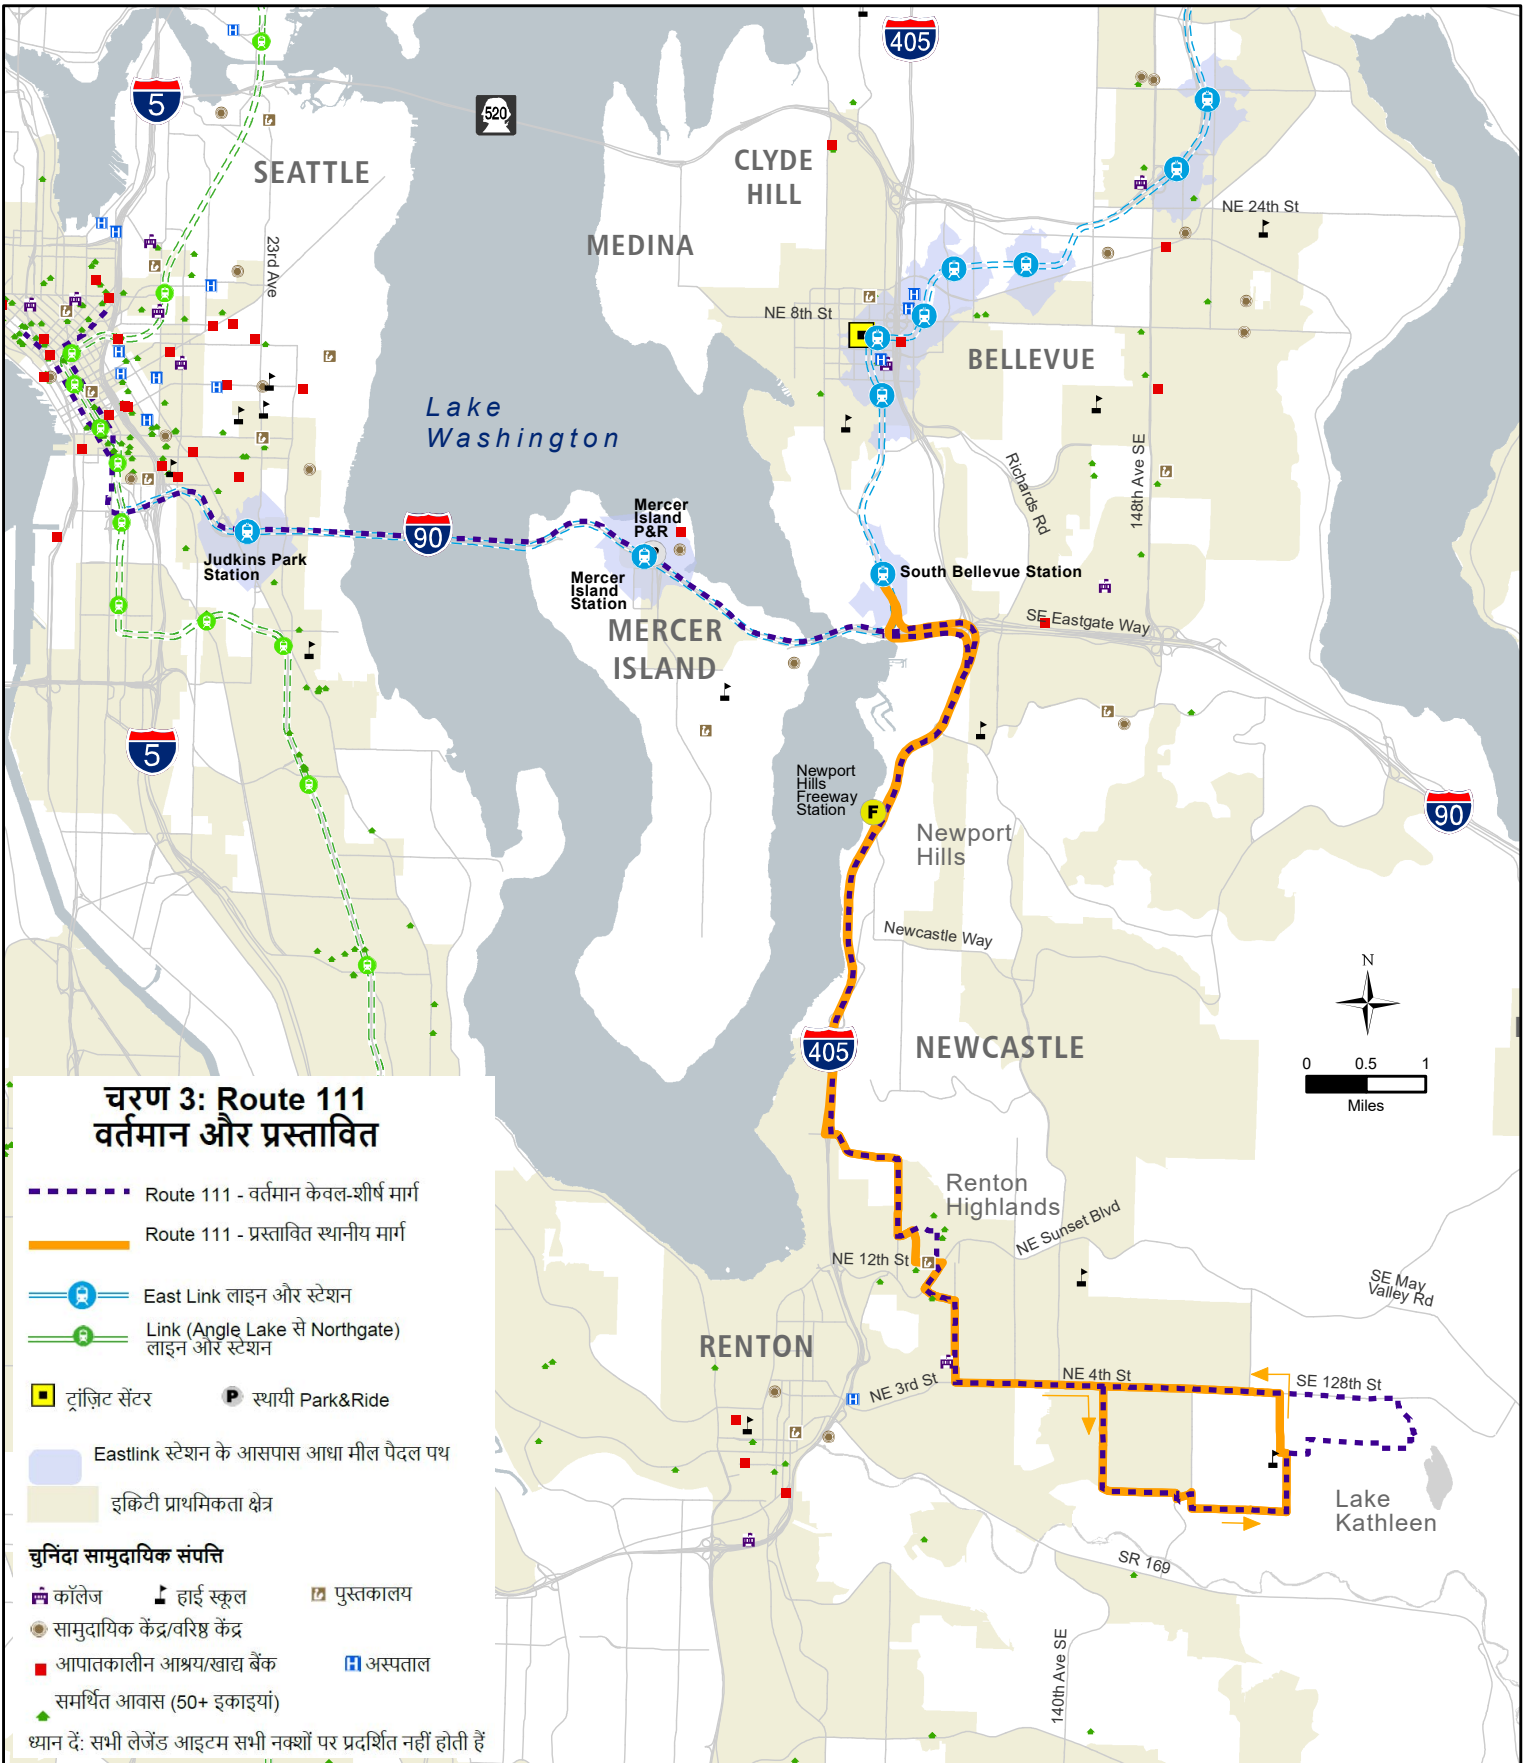 405
5
520
SEATTLE
CLYDE
HILL
MEDINA
NE 24th St
23rd Ave
NE 8th St
BELLEVUE
Lake
Washington
Richards Rd
148th Ave SE
Mercer
Island
P&R
90
Judkins Park
Station
Mercer
Island
Station
South Bellevue Station
MERCER
ISLAND
SE Eastgate Way
5
Newport
Hills
Freeway
Station
F
90
Newport
Hills
Newcastle Way
N
405
NEWCASTLE
0 0.5 1
Miles
चरण 3: Route 111
वर्तमान और प्रस्तावित
Route 111 - वर्तमान केवल-शीर्ष मार्ग
Route 111 - प्रस्तावित स्थानीय मार्ग
East Link लाइन और स्टेशन
Link (Angle Lake से Northgate)
लाइन और स्टेशन
ट्रांज़िट सेंटर
P स्थायी Park&Ride
Eastlink स्टेशन के आसपास आधा मील पैदल पथ
इक्विटी प्राथमिकता क्षेत्र
चुनिंदा सामुदायिक संपत्ति
कॉलेज
हाई स्कूल
पुस्तकालय
सामुदायिक केंद्र/वरिष्ठ केंद्र
आपातकालीन आश्रय/खाद्य बैंक
H अस्पताल
समर्थित आवास (50+ इकाइयां)
ध्यान दें: सभी लेजेंड आइटम सभी नक्शों पर प्रदर्शित नहीं होती हैं
Renton
Highlands
NE Sunset Blvd
NE 12th St
SE May
Valley Rd
RENTON
NE 3rd St
NE 4th St
SE 128th St
Lake
Kathleen
SR 169
140th Ave SE